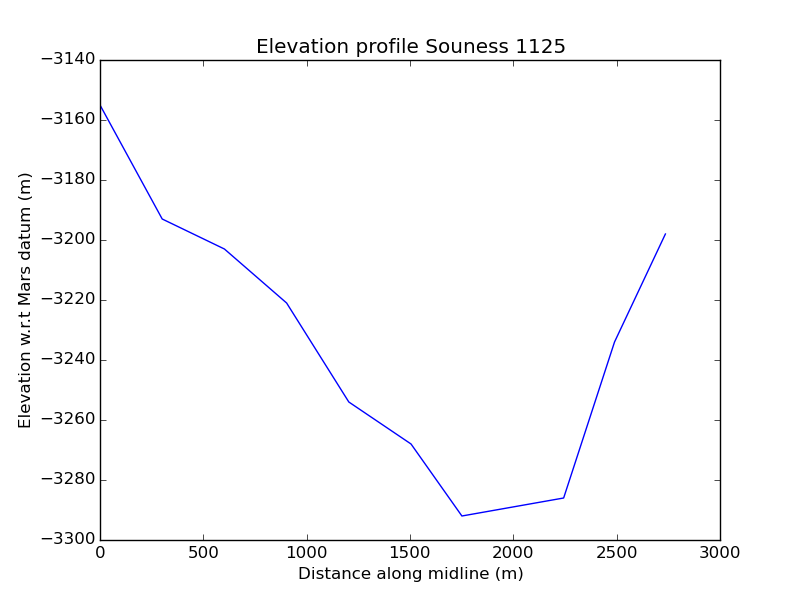 Elevation profile Souness 1125
Elevation w.r.t Mars datum (m)
−3140
−3160
−3180
−3200
−3220
−3240
−3260
−3280
−3300
0 500 1000 1500 2000 2500 3000
Distance along midline (m)